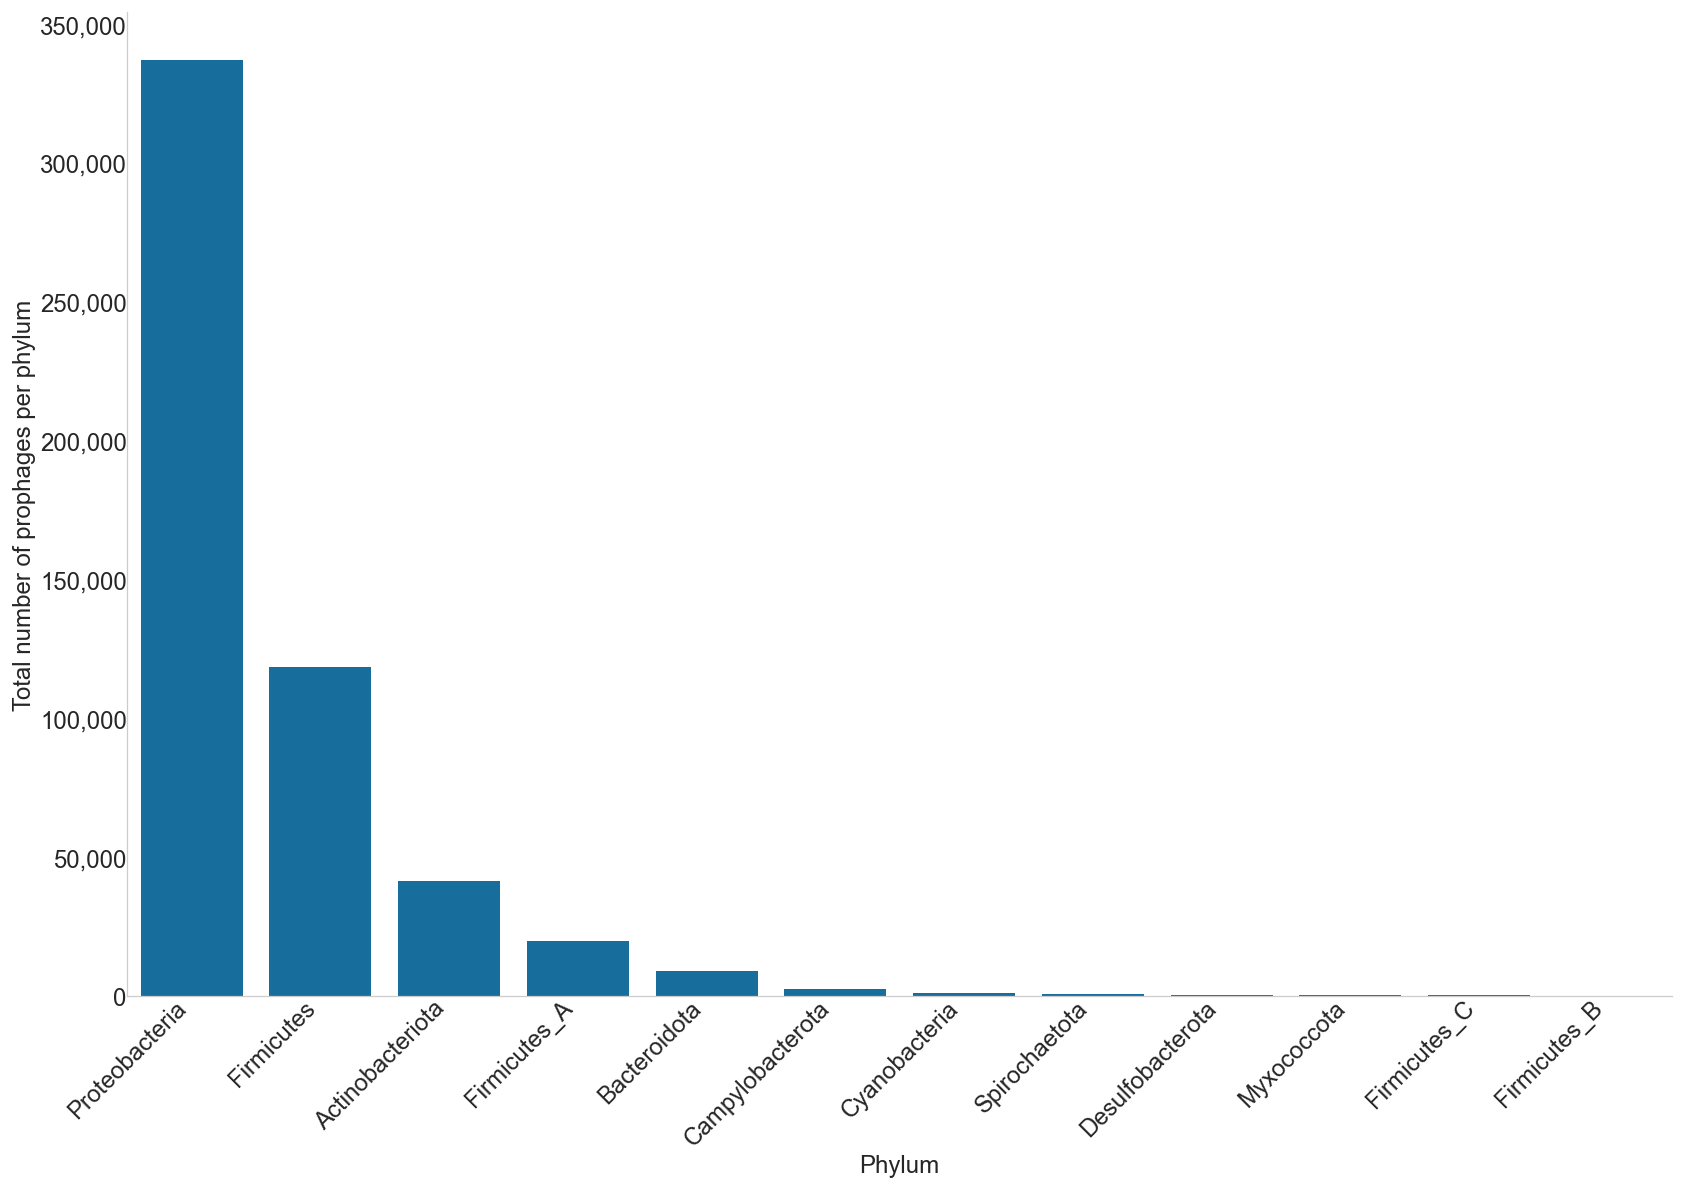 350,000
300,000
250,000
200,000
150,000
100,000
50,000
0
Total number of prophages per phylum
Proteobacteria
Firmicutes
Actinobacteriota
Firmicutes_A
Bacteroidota
Campylobacterota
Cyanobacteria
Spirochaetota
Desulfobacterota
Myxococcota
Firmicutes_C
Firmicutes_B
Phylum